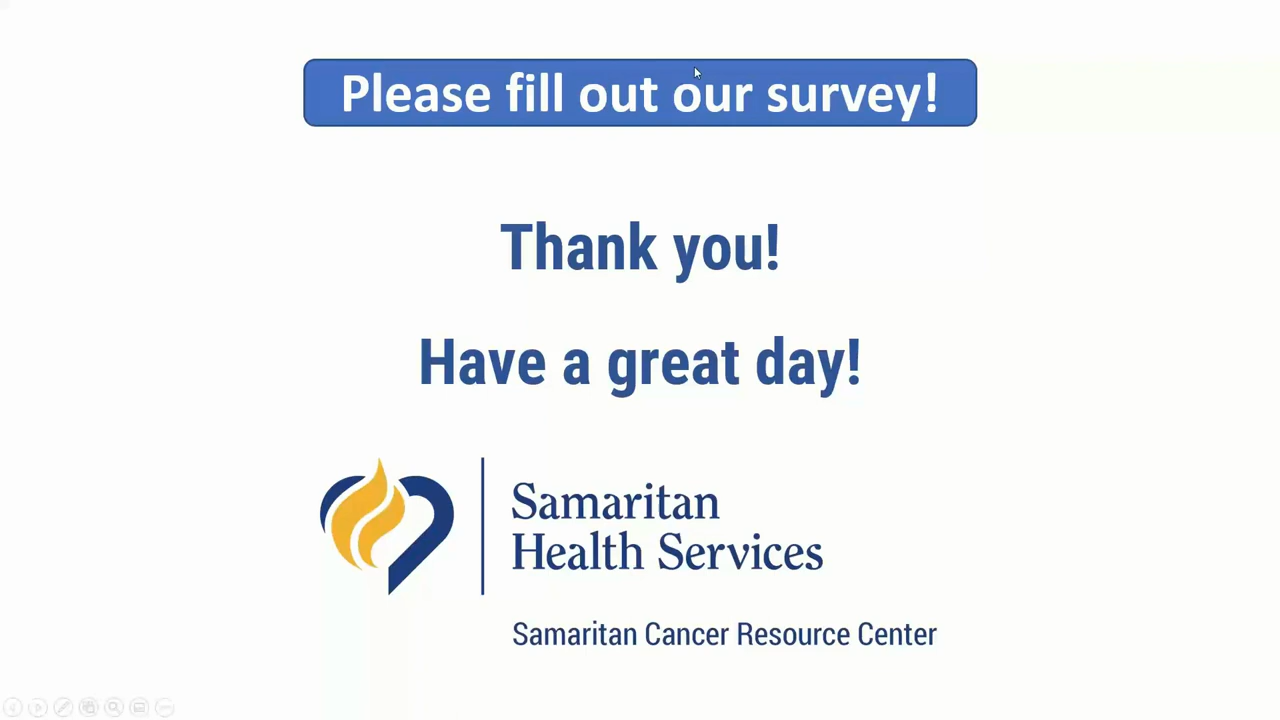 Please fill out our survey!
Thank you!
Have a great day!
Samaritan
Health Services
Samaritan Cancer Resource Center